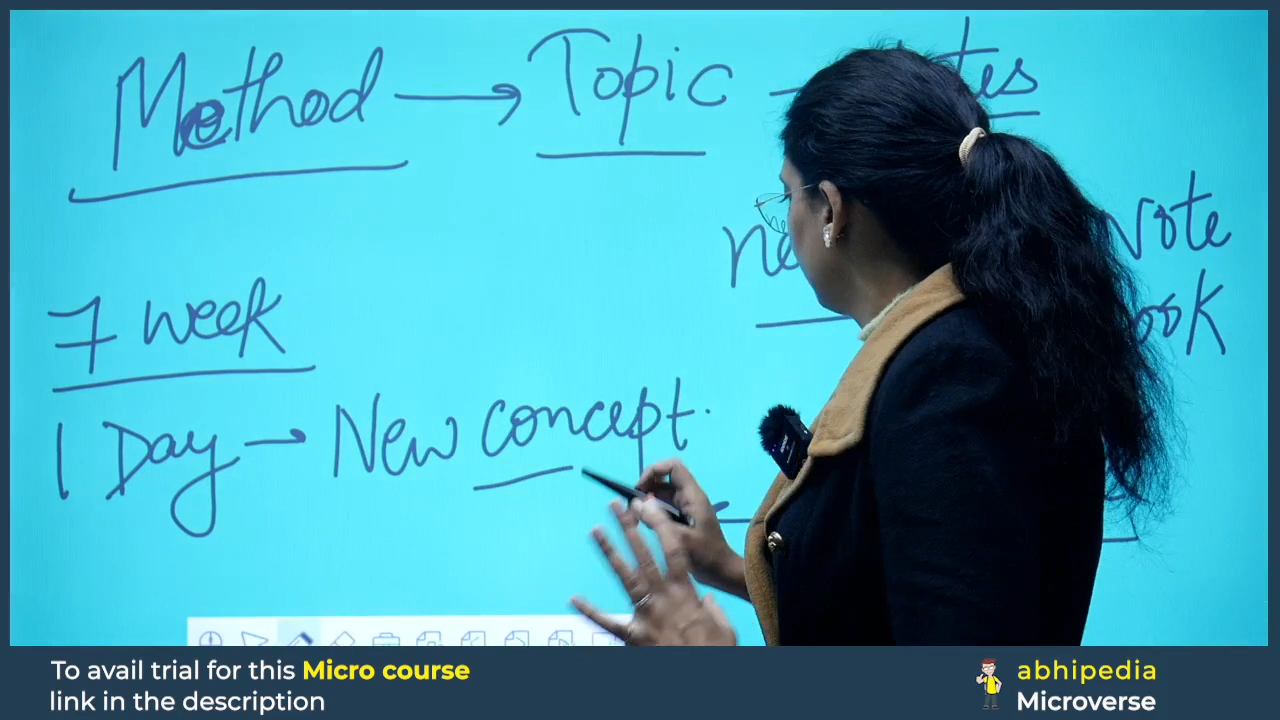 Method → Topic
Note
7 week
1 Day → New concept.
To avail trial for this Micro course
link in the description
abhipedia
Microverse